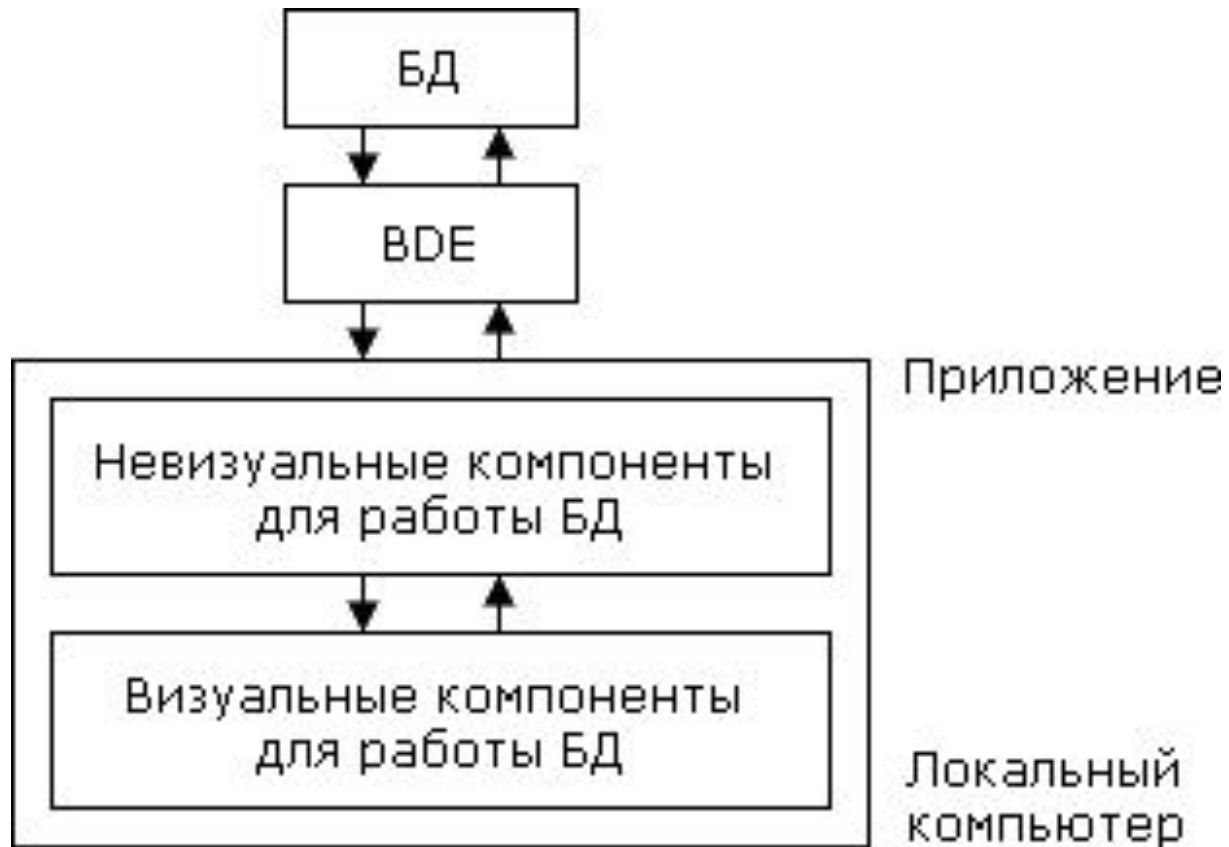 БД
BDE
Приложение
Невизуальные компоненты
для работы БД
Визуальные компоненты
для работы БД
Локальный
компьютер